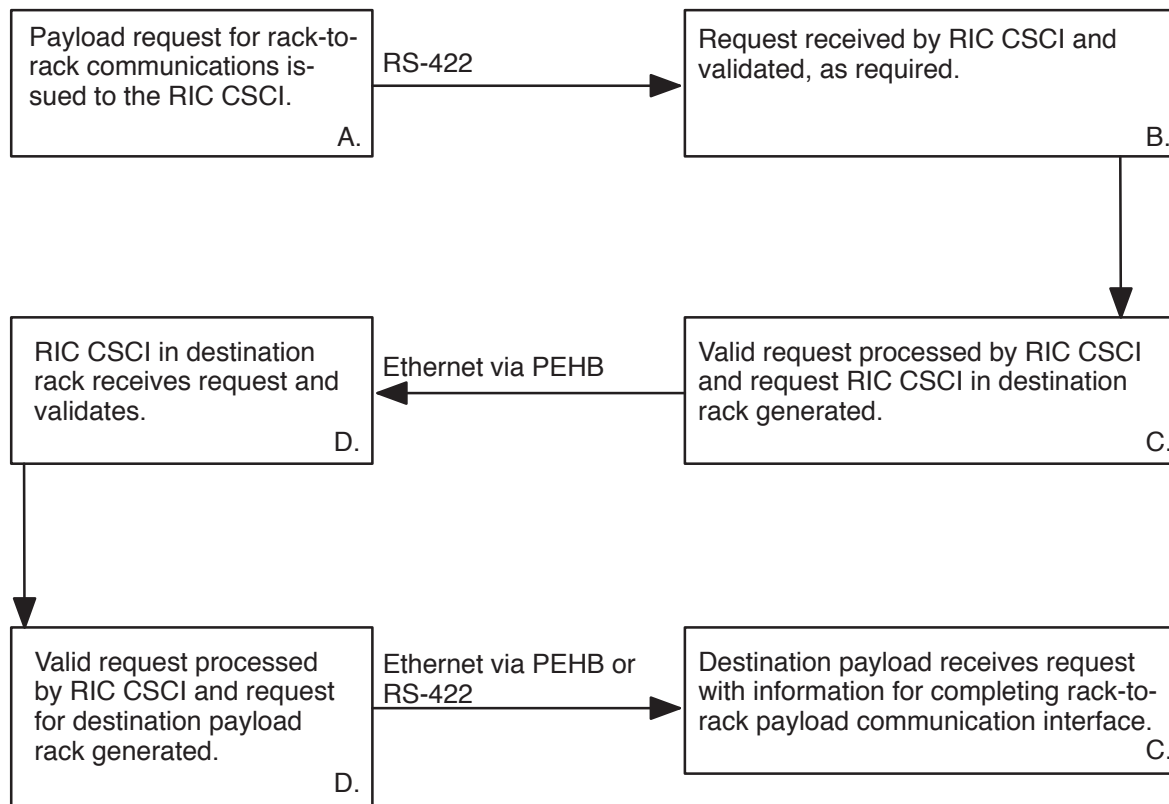 Payload request for rack-to-
rack communications is-
sued to the RIC CSCI.
A.
RS-422
Request received by RIC CSCI and
validated, as required.
B.
Valid request processed by RIC CSCI
and request RIC CSCI in destination
rack generated.
C.
Ethernet via PEHB
RIC CSCI in destination
rack receives request and
validates.
D.
Valid request processed
by RIC CSCI and request
for destination payload
rack generated.
D.
Ethernet via PEHB or
RS-422
Destination payload receives request
with information for completing rack-to-
rack payload communication interface.
C.